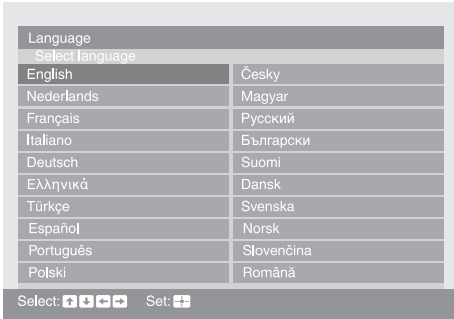 Language
Select language
English Česky
Nederlands Magyar
Français Русский
Italiano Български
Deutsch Suomi
Ελληνικά Dansk
Türkçe Svenska
Español Norsk
Português Slovenčina
Polski Română
Select: ↑ ↓ ← → Set: